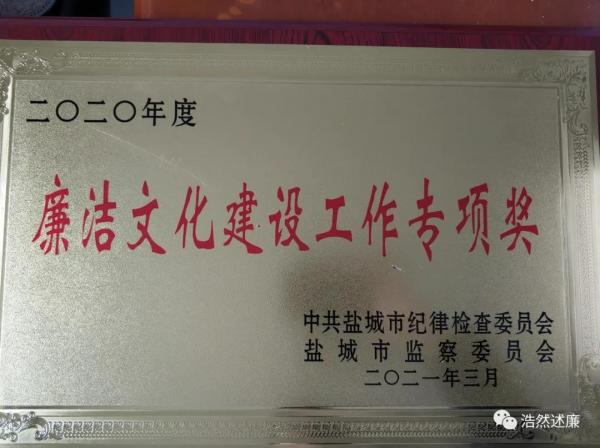 二〇二〇年度
廉洁文化建设工作专项奖
中共盐城市纪律检查委员会
盐城市监察委员会
二〇二一年三月
浩然述廉